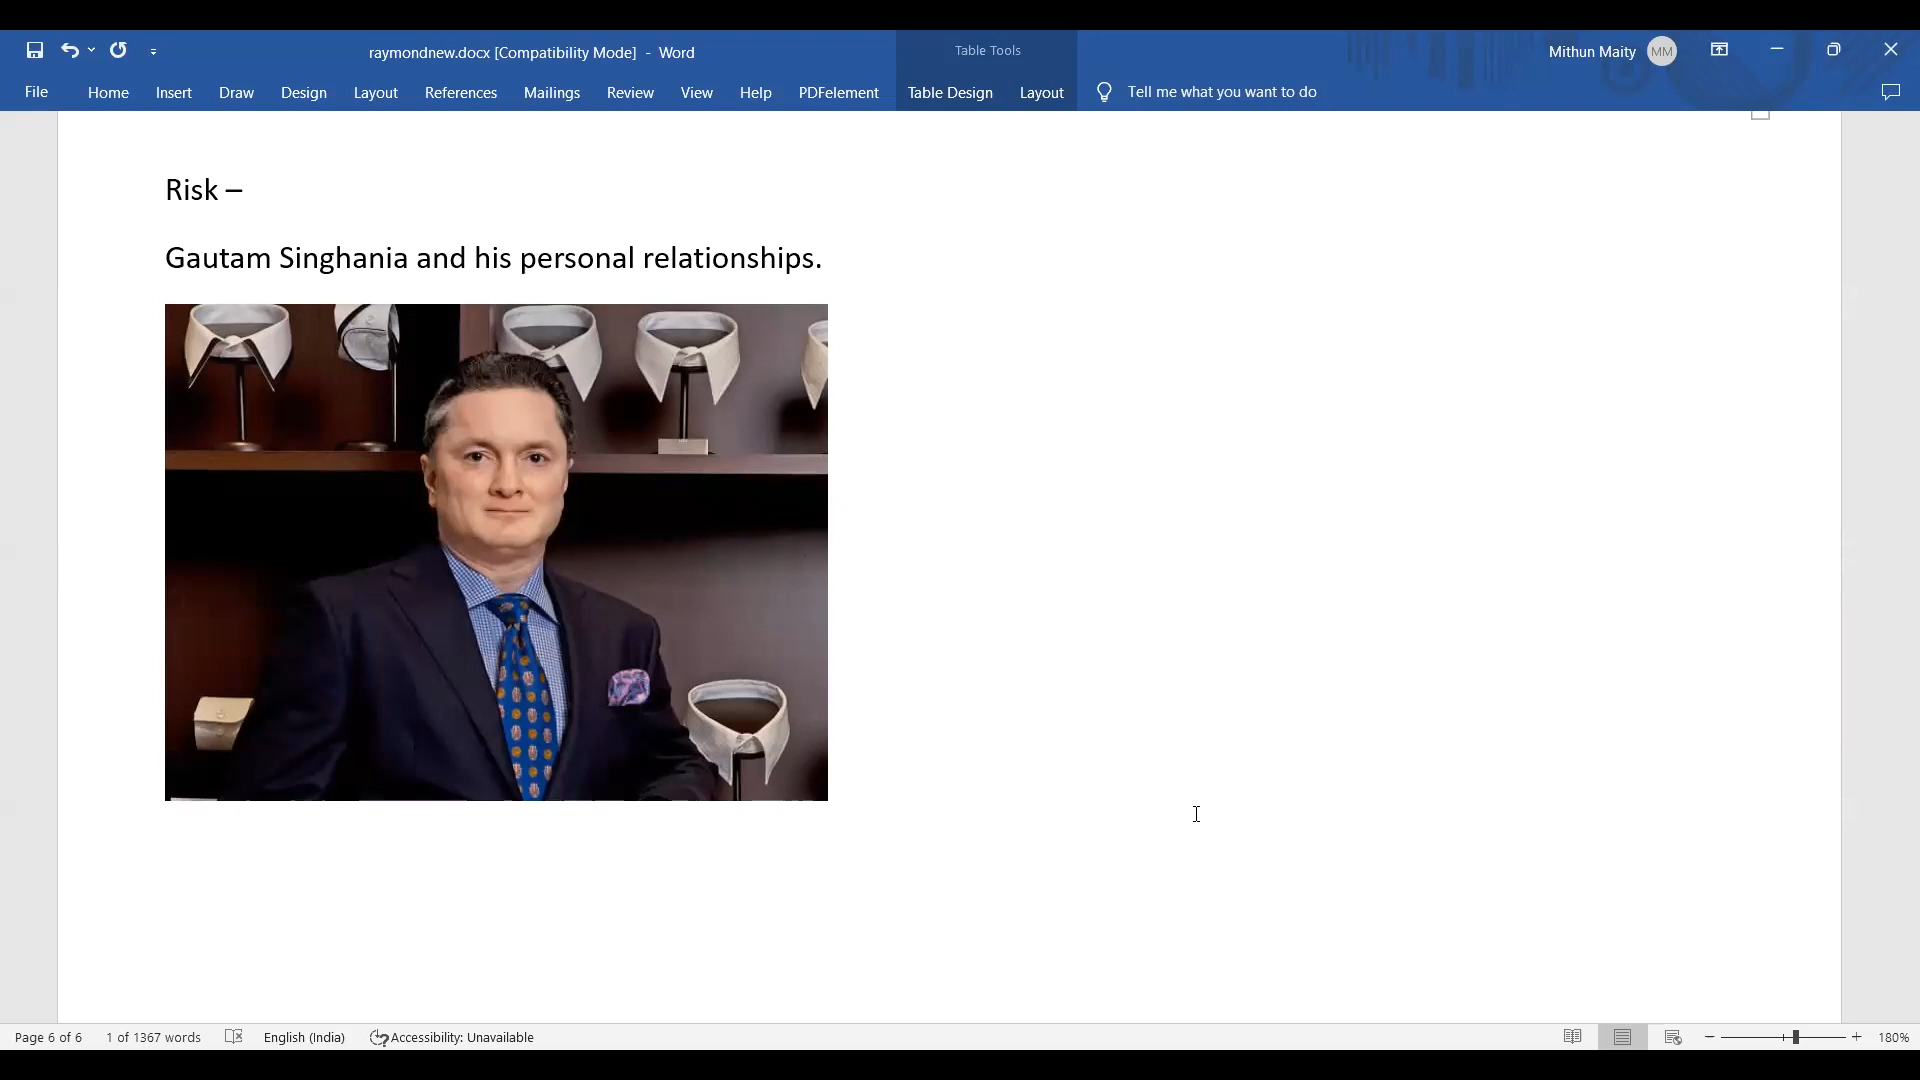 raymondnew.docx [Compatibility Mode] - Word
Table Tools
Mithun Maity MM
File Home Insert Draw Design Layout References Mailings Review View Help PDFelement Table Design Layout Tell me what you want to do
Risk –
Gautam Singhania and his personal relationships.
Page 6 of 6 1 of 1367 words English (India) Accessibility: Unavailable 180%